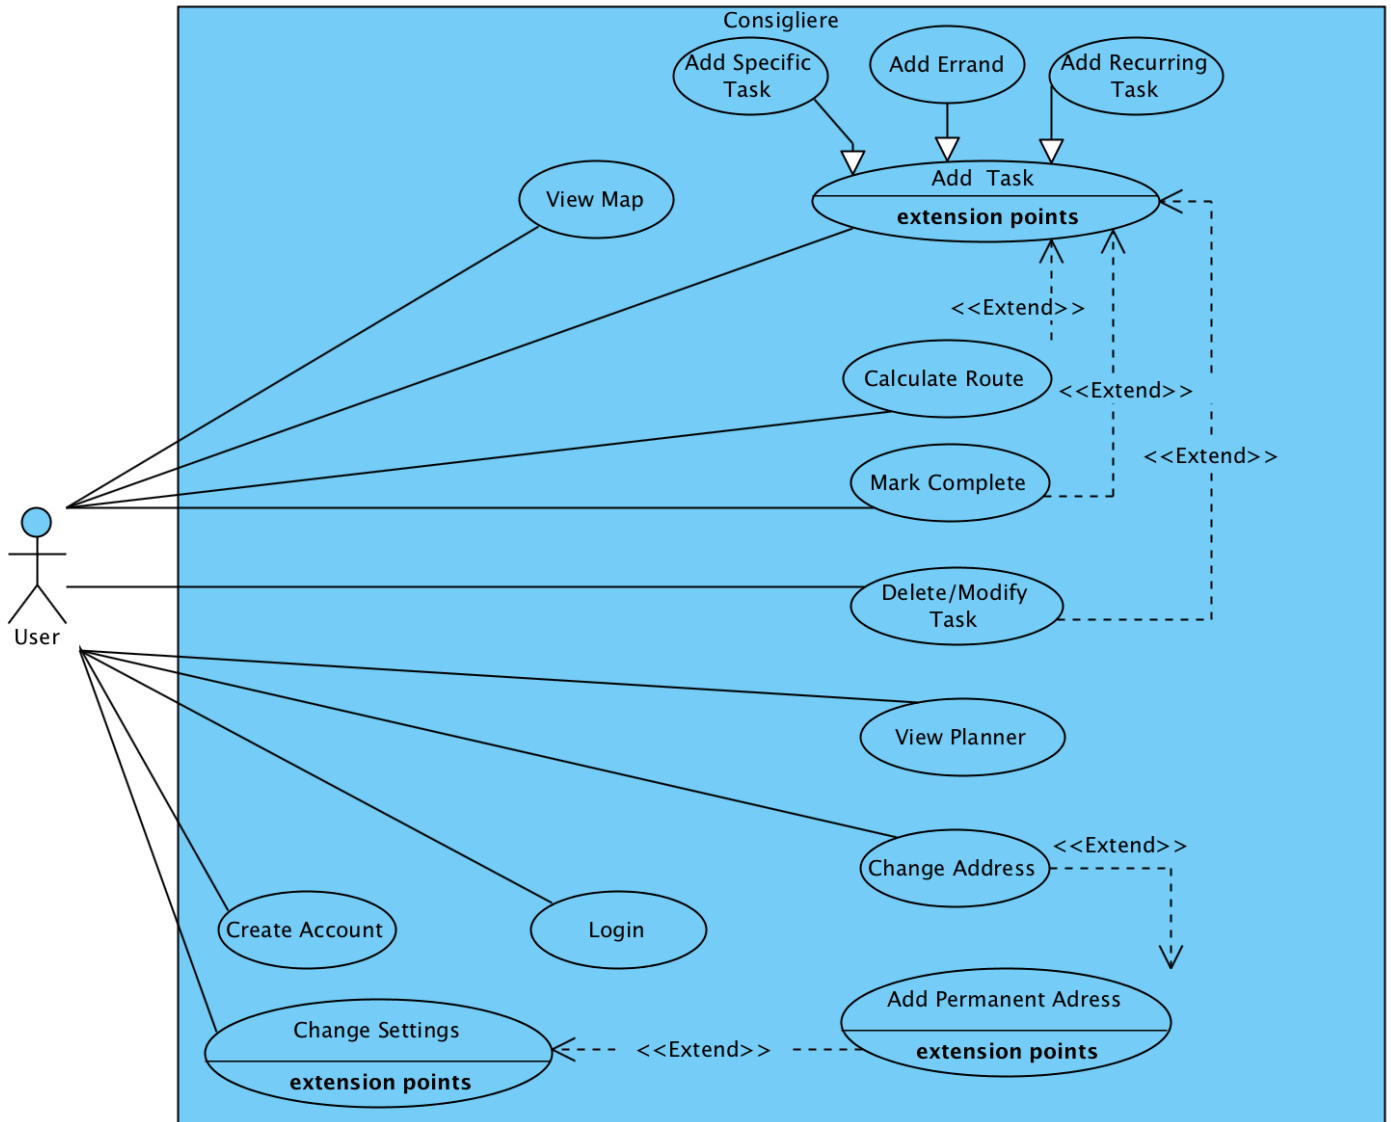 Consigliere
Add Specific
Task
Add Errand
Add Recurring
Task
View Map
Add  Task
extension points
<<Extend>>
Calculate Route
<<Extend>>
<<Extend>>
Mark Complete
Delete/Modify
Task
User
View Planner
<<Extend>>
Change Address
Create Account
Login
Add Permanent Adress
extension points
Change Settings
extension points
<<Extend>>